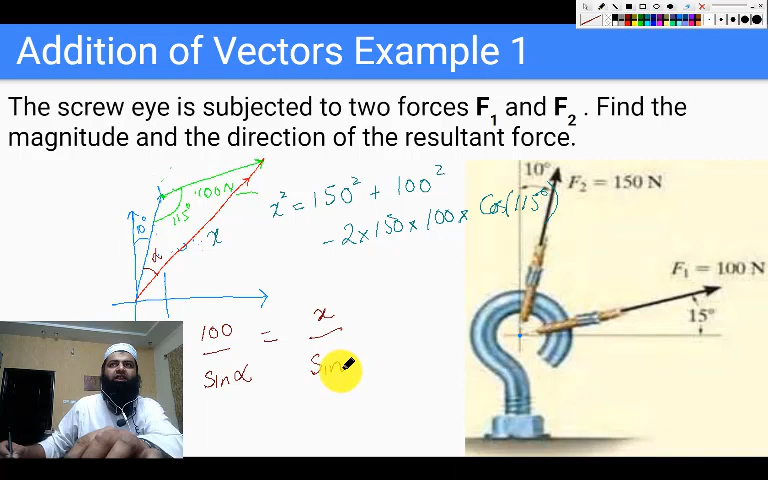 Addition of Vectors Example 1
The screw eye is subjected to two forces F₁ and F₂ . Find the
magnitude and the direction of the resultant force.
10°
F₂ = 150 N
F₁ = 100 N
15°
10°
115°
100N
α
x
x² = 150² + 100²
- 2 x 150 x 100 x Cos(115°)
100 / Sinα = x / Sin